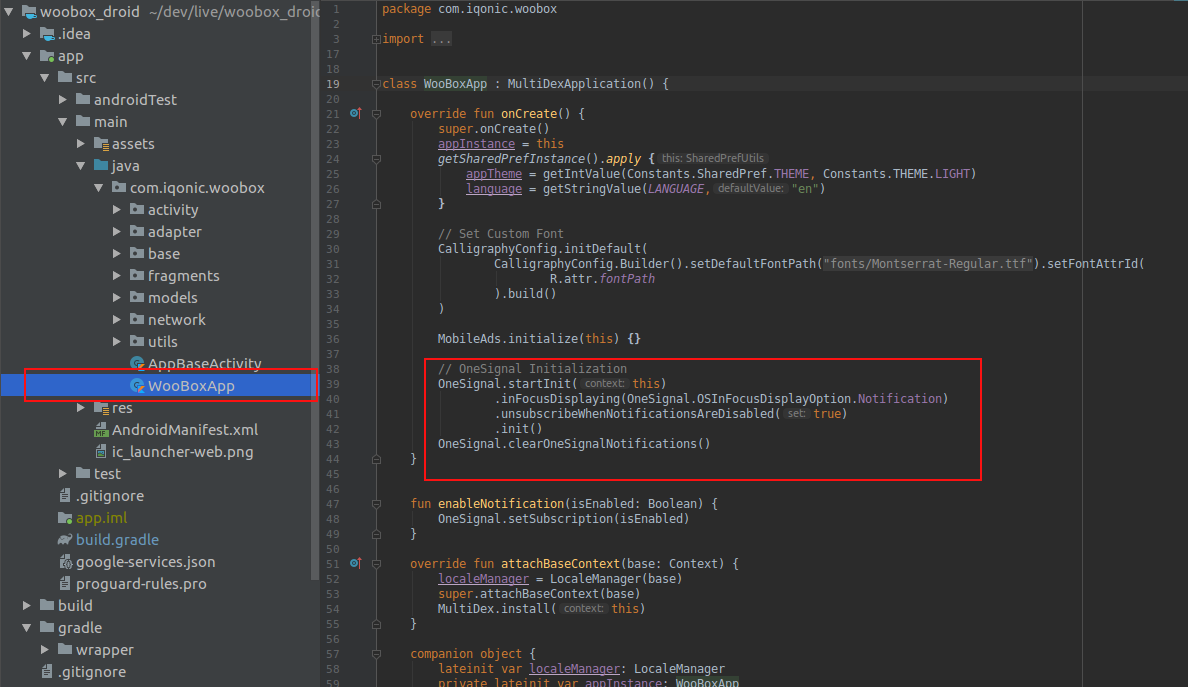 woobox_droid ~/dev/live/woobox_droid
.idea
app
src
androidTest
main
assets
java
com.iqonic.woobox
activity
adapter
base
fragments
models
network
utils
AppBaseActivity
WooBoxApp
res
AndroidManifest.xml
ic_launcher-web.png
test
.gitignore
app.iml
build.gradle
google-services.json
proguard-rules.pro
build
gradle
wrapper
.gitignore
1 package com.iqonic.woobox
2
3 import ...
17
18
19 class WooBoxApp : MultiDexApplication() {
20
21 override fun onCreate() {
22 super.onCreate()
23 appInstance = this
24 getSharedPrefInstance().apply { this: SharedPrefUtils
25 appTheme = getIntValue(Constants.SharedPref.THEME, Constants.THEME.LIGHT)
26 language = getStringValue(LANGUAGE, defaultValue: "en")
27 }
28
29 // Set Custom Font
30 CalligraphyConfig.initDefault(
31 CalligraphyConfig.Builder().setDefaultFontPath("fonts/Montserrat-Regular.ttf").setFontAttrId(
32 R.attr.fontPath
33 ).build()
34 )
35
36 MobileAds.initialize(this) {}
37
38 // OneSignal Initialization
39 OneSignal.startInit( context: this)
40 .inFocusDisplaying(OneSignal.OSInFocusDisplayOption.Notification)
41 .unsubscribeWhenNotificationsAreDisabled( set: true)
42 .init()
43 OneSignal.clearOneSignalNotifications()
44 }
45
46
47 fun enableNotification(isEnabled: Boolean) {
48 OneSignal.setSubscription(isEnabled)
49 }
50
51 override fun attachBaseContext(base: Context) {
52 localeManager = LocaleManager(base)
53 super.attachBaseContext(base)
54 MultiDex.install( context: this)
55 }
56
57 companion object {
58 lateinit var localeManager: LocaleManager
59 private lateinit var appInstance: WooBoxApp